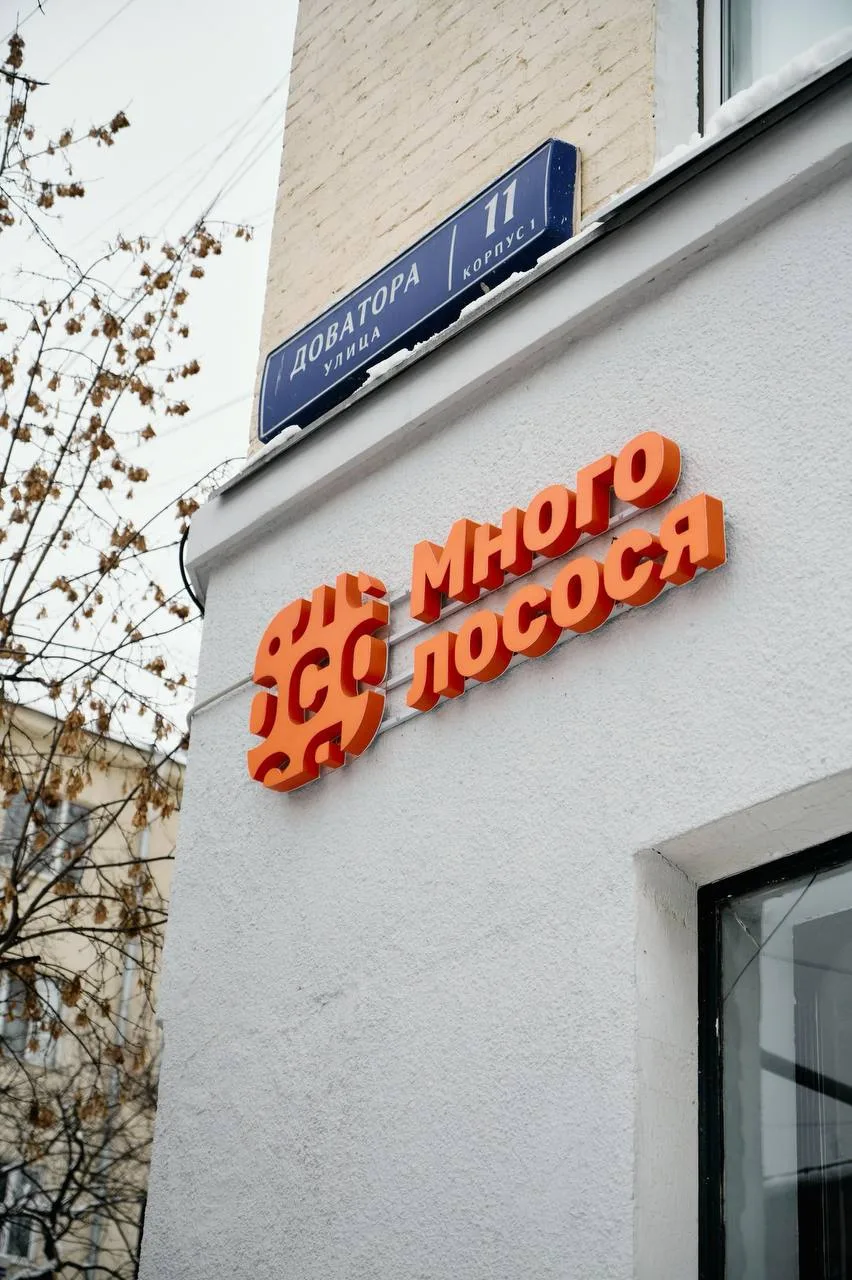 ДОВАТОРА
УЛИЦА
11
КОРПУС 1
Много
лосося